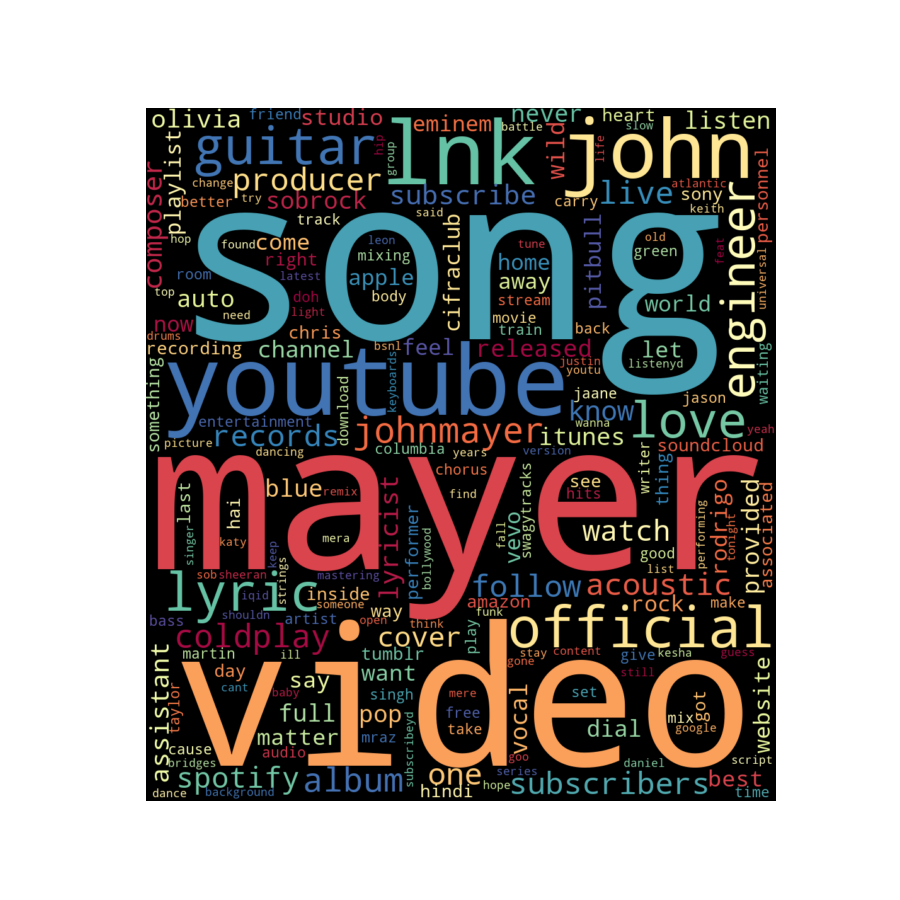 olivia friend studio eminem never heart listen
battle slow
guitar hip group lnk wild john life
playlist change producer subscribe live atlantic sony
composer better try sobrock carry keith engineer personnel
track said
song
hop found come leon mixing cifraclub tune pitbull old green feat universal
room latest right apple home world
top auto need doh light body away stream
now chris movie train back
drums recording channel bsnl feel released justin let waiting
youtube youtu listenyd
something download keyboards jaane jason
entertainment know wanna love yeah
picture records johnmayer itunes soundcloud
dancing columbia years version writer thing
mayer
chorus
last hai blue remix lyricist find tracks see hits rodrigo provided
singer katy mera performer bollywood fall vevo swagy watch performing tonight associated
keep good list
sob sheeran strings mastering
lyric iqid inside follow acoustic
shouldn someone way amazon rock make
bass artist open funk official
coldplay cover think play
video
assistant martin ill tumblr gone stay content give kesha guess
taylor day want still website
cant say baby singh mere vocal set got
full pop free mix google
matter mraz take dial
cause audio goo script
bridges subscribeyd series daniel
spotify album one subscribers best
dance background hindi hope time